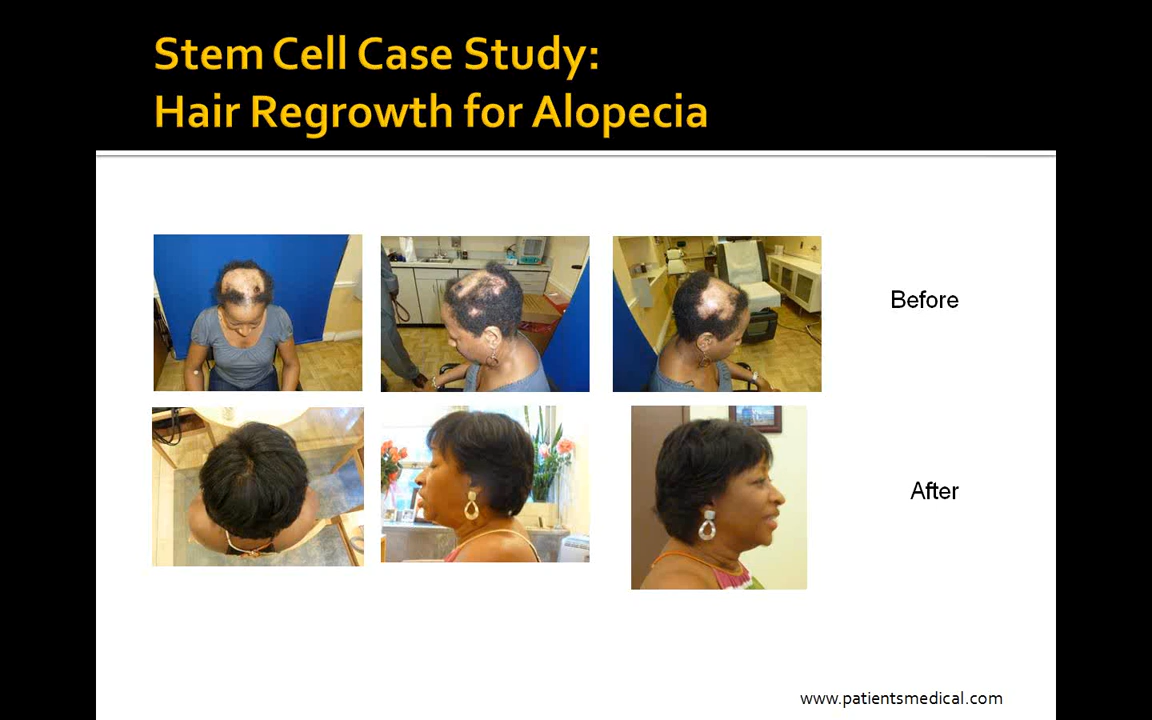 Stem Cell Case Study:
Hair Regrowth for Alopecia
Before
After
www.patientsmedical.com